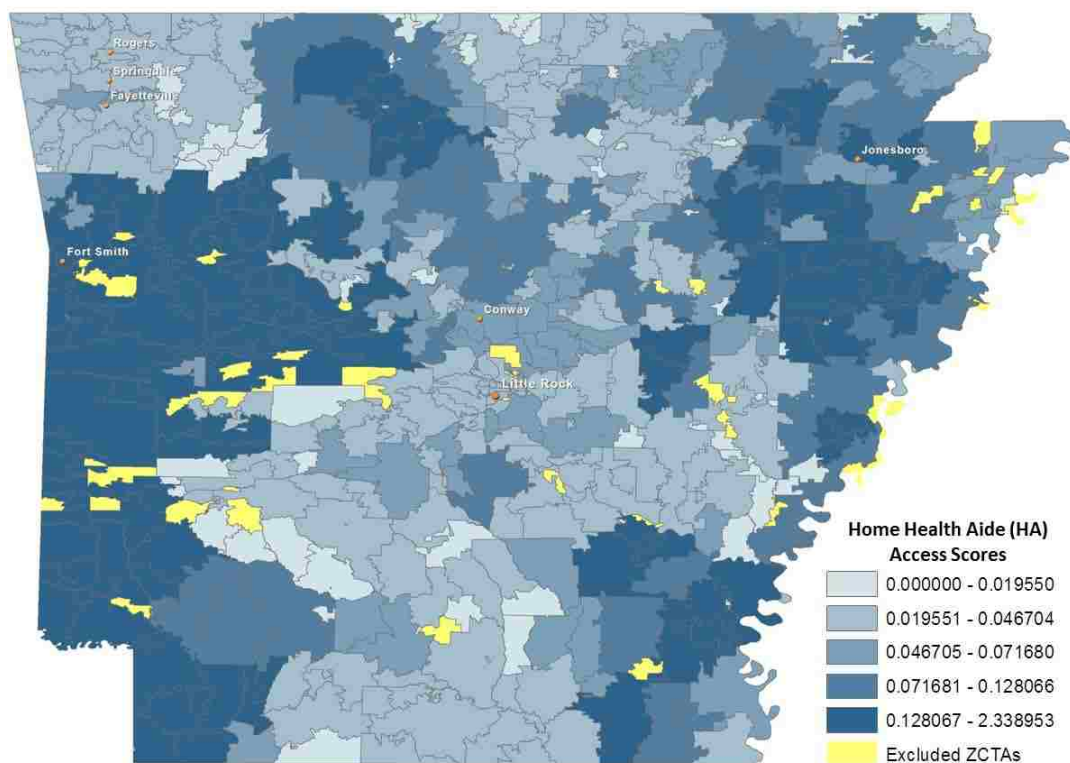 Rogers
Springdale
Fayetteville
Jonesboro
Fort Smith
Conway
Little Rock
Home Health Aide (HA)
Access Scores
0.000000 - 0.019550
0.019551 - 0.046704
0.046705 - 0.071680
0.071681 - 0.128066
0.128067 - 2.338953
Excluded ZCTAs